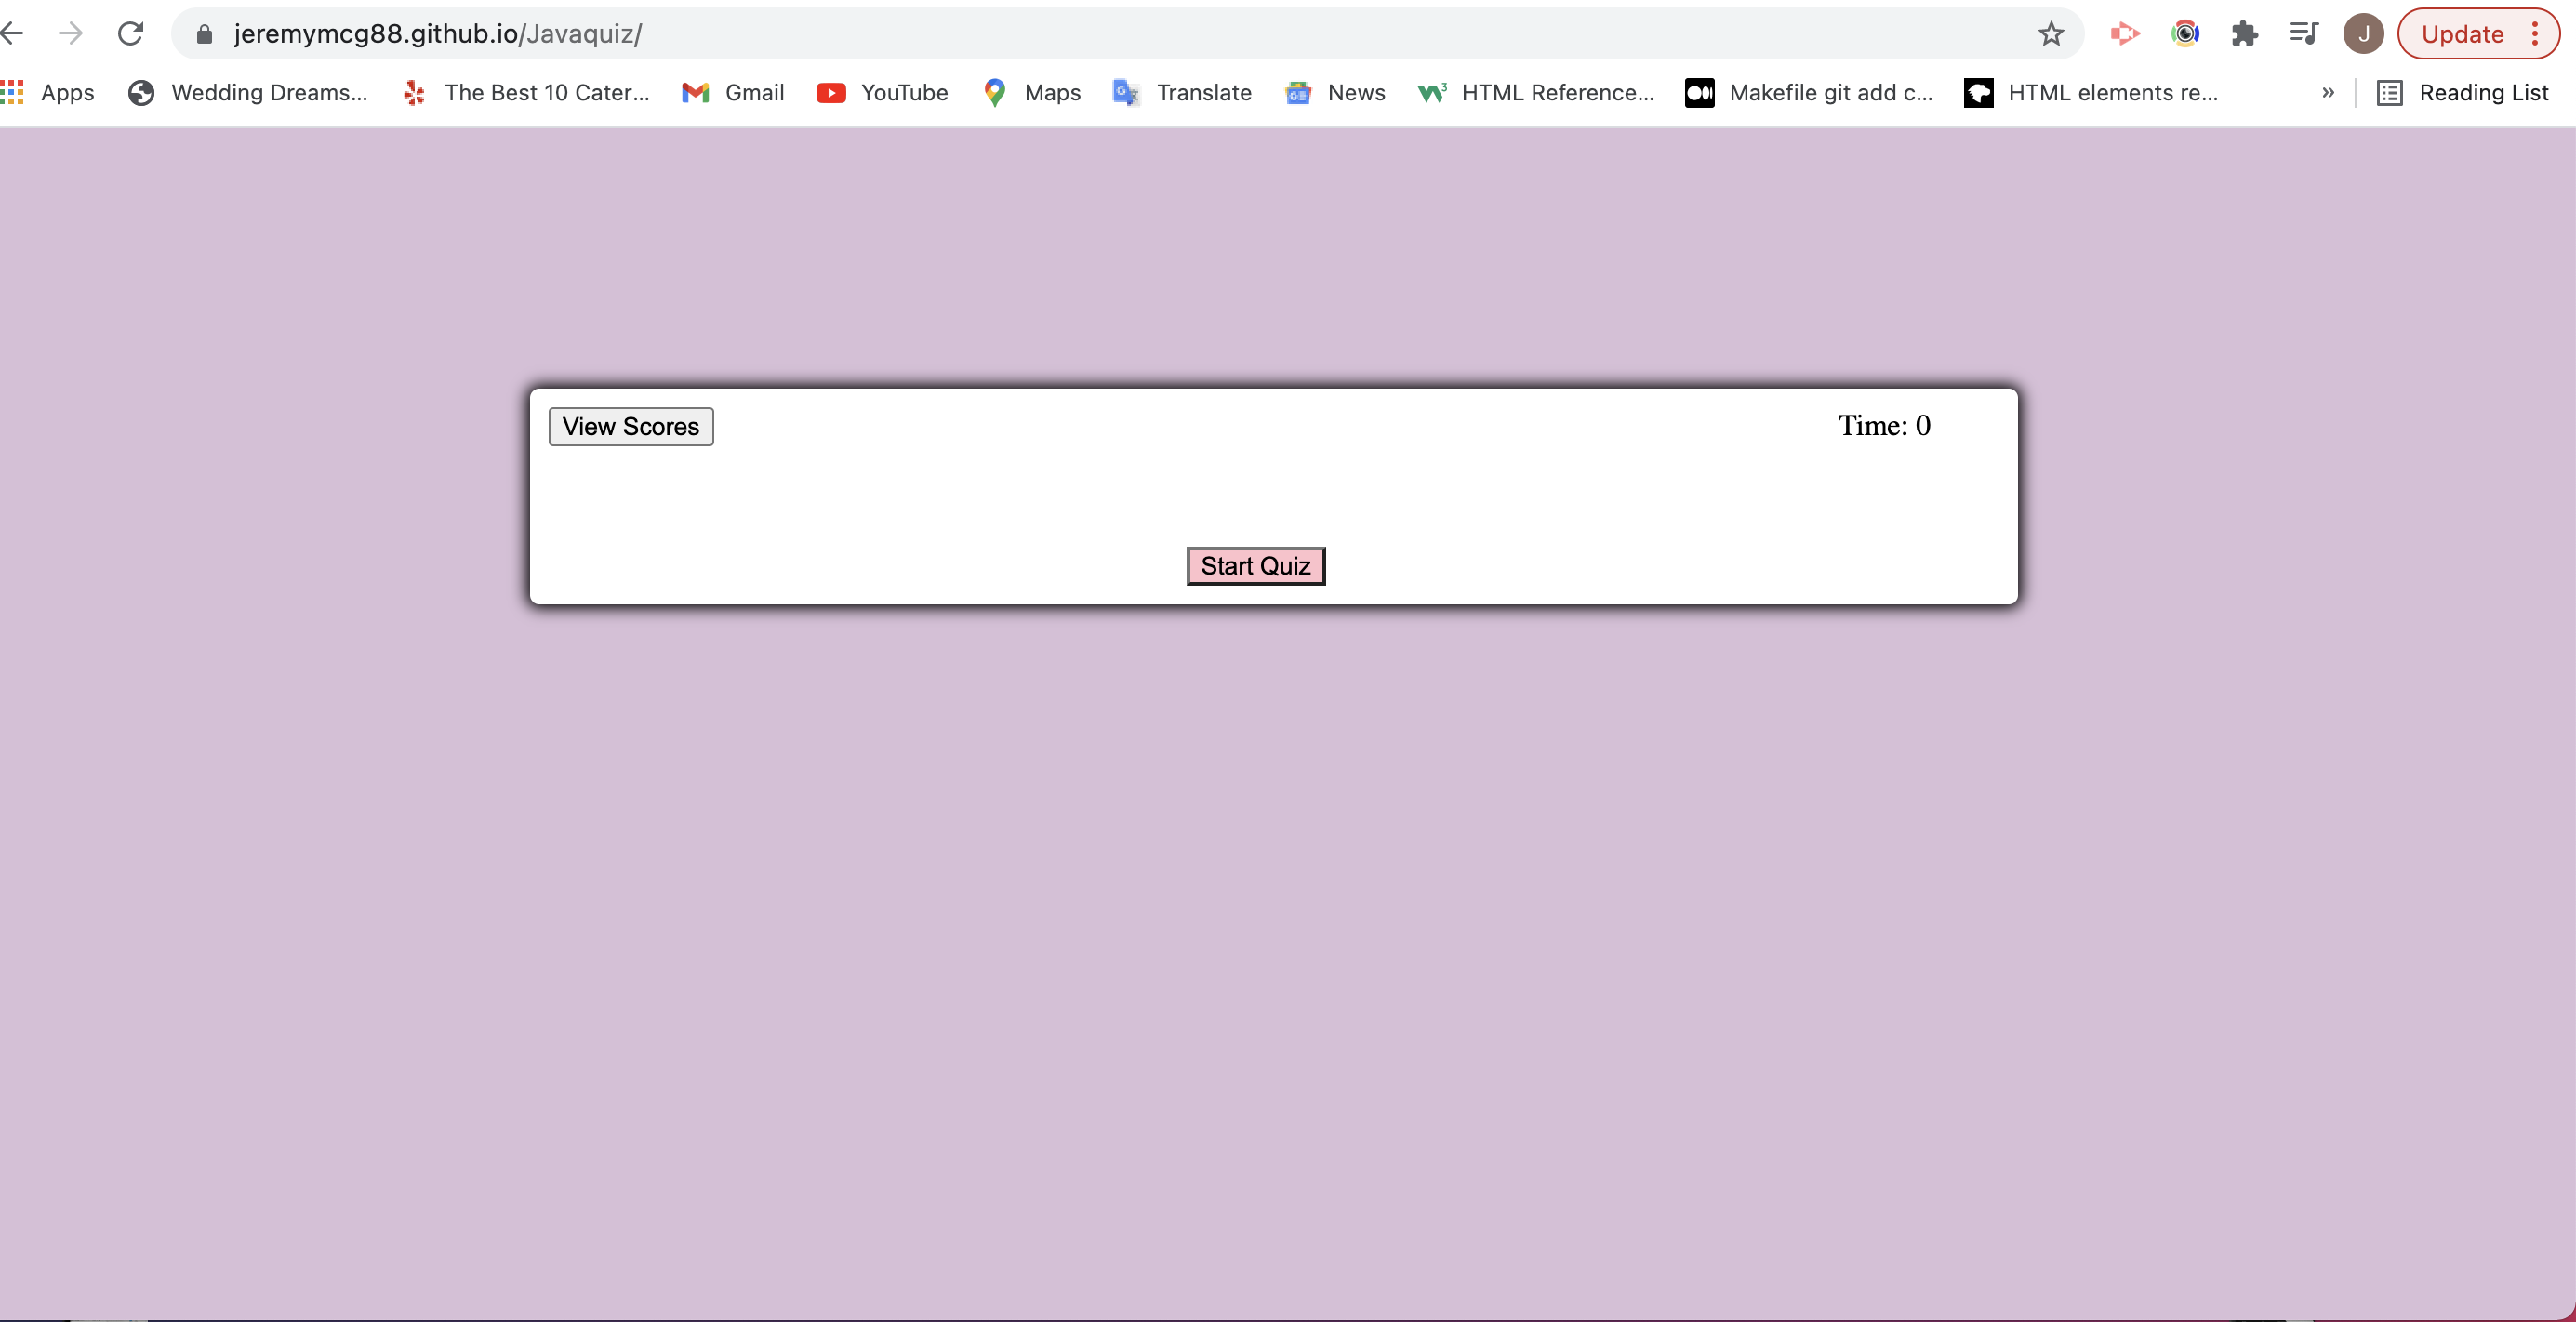 jeremymcg88.github.io/Javaquiz/
J
Update
Apps
Wedding Dreams...
The Best 10 Cater...
Gmail
YouTube
Maps
Translate
News
HTML Reference...
Makefile git add c...
HTML elements re...
»
Reading List
View Scores
Time: 0
Start Quiz